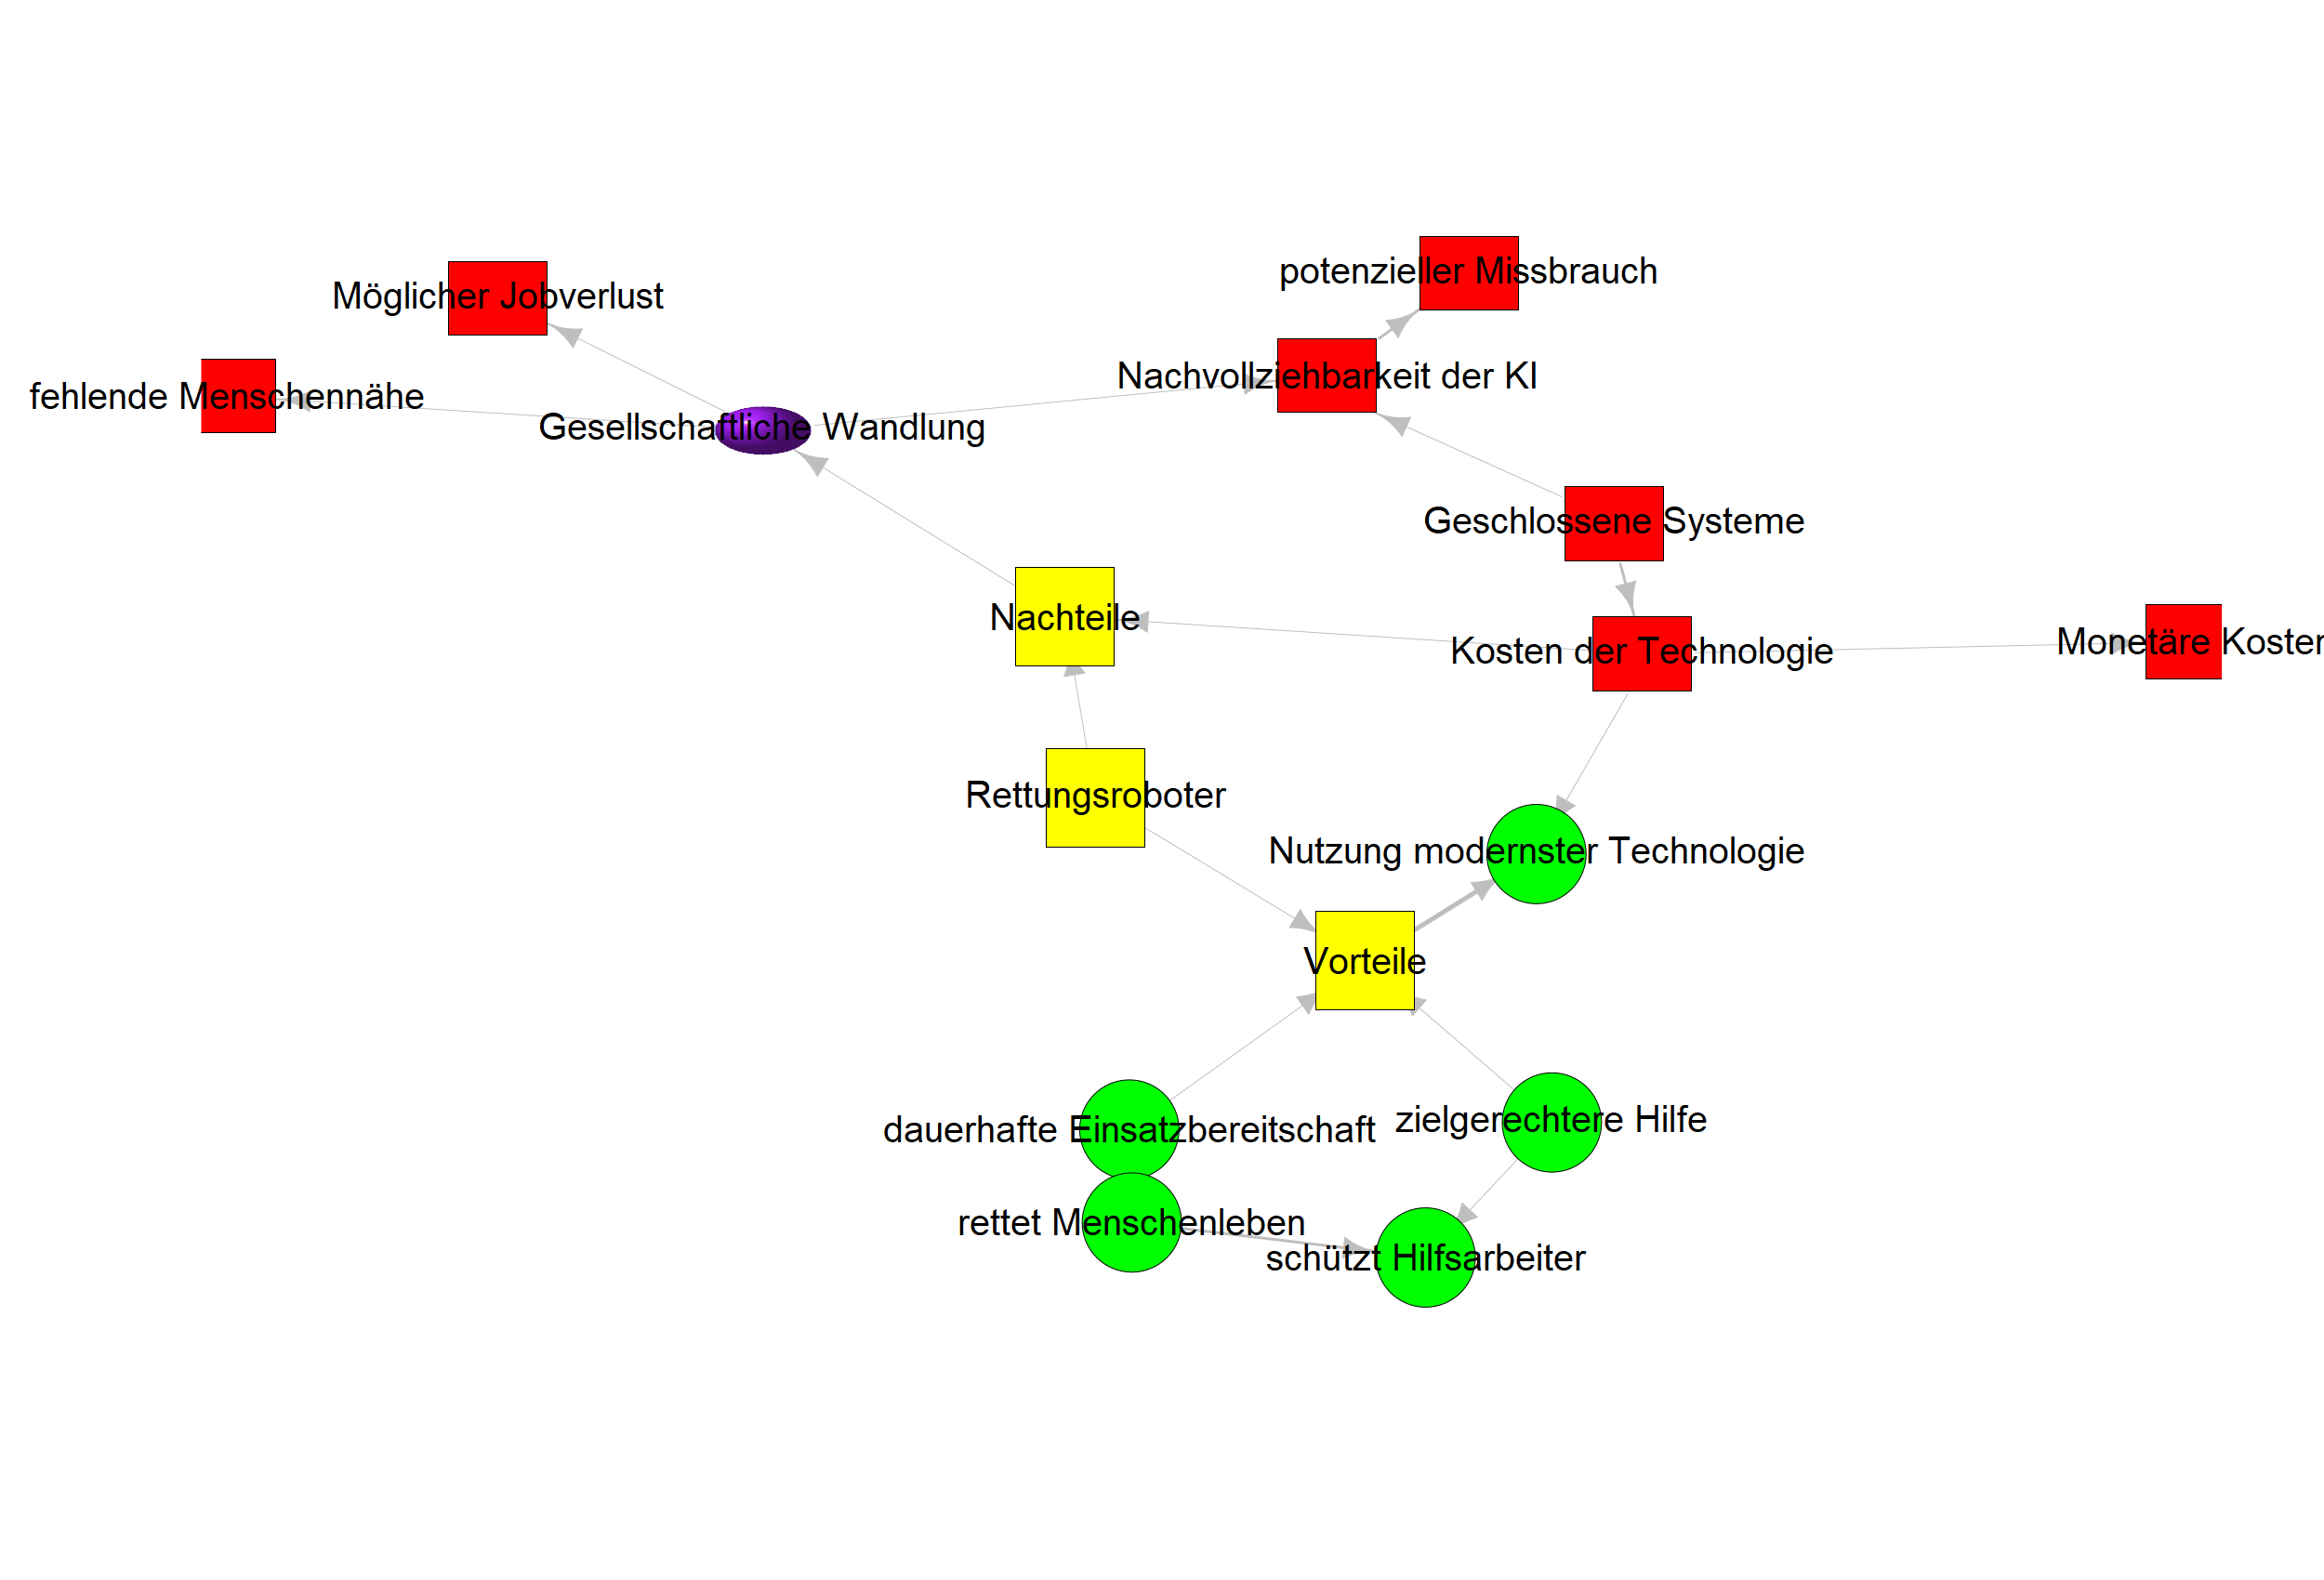 potenzieller Missbrauch
Möglicher Jobverlust
Nachvollziehbarkeit der KI
fehlende Menschennähe
Gesellschaftliche Wandlung
Geschlossene Systeme
Nachteile
Monetäre Kosten
Kosten der Technologie
Rettungsroboter
Nutzung modernster Technologie
Vorteile
zielgerechtere Hilfe
dauerhafte Einsatzbereitschaft
rettet Menschenleben
schützt Hilfsarbeiter